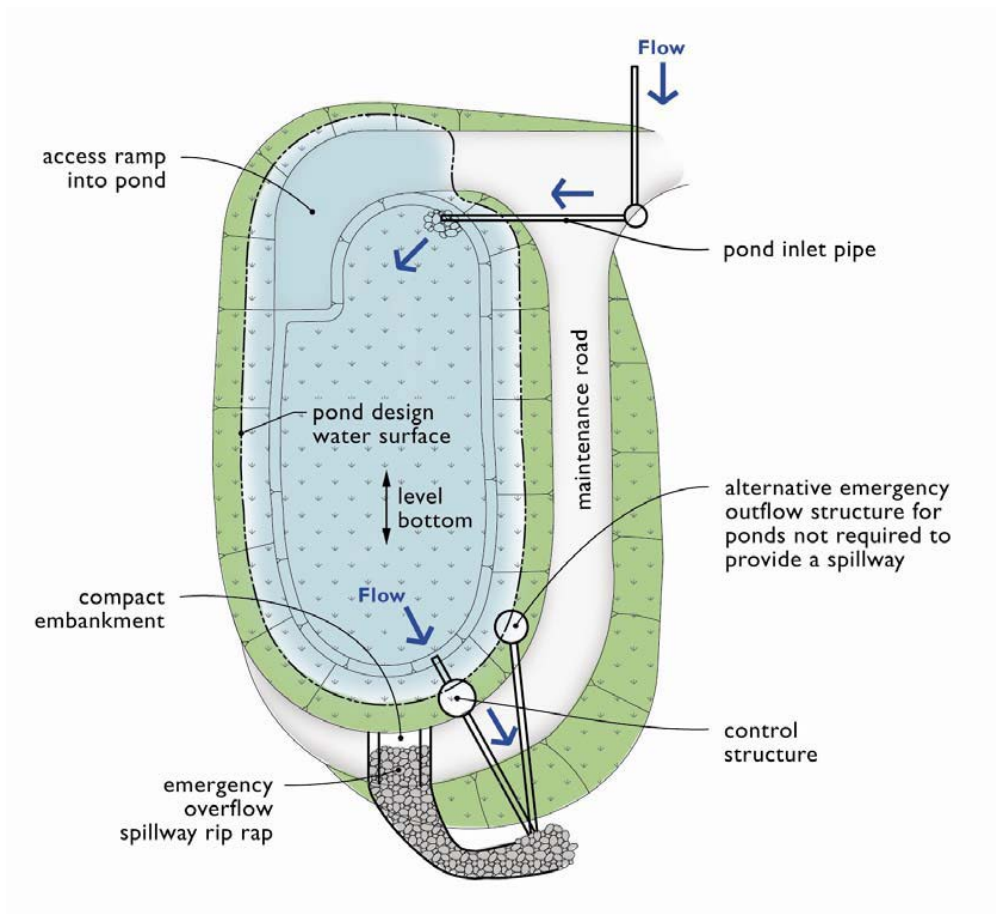 Flow
access ramp
into pond
pond inlet pipe
maintenance road
pond design
water surface
level
bottom
alternative emergency
outflow structure for
ponds not required to
provide a spillway
Flow
compact
embankment
control
structure
emergency
overflow
spillway rip rap